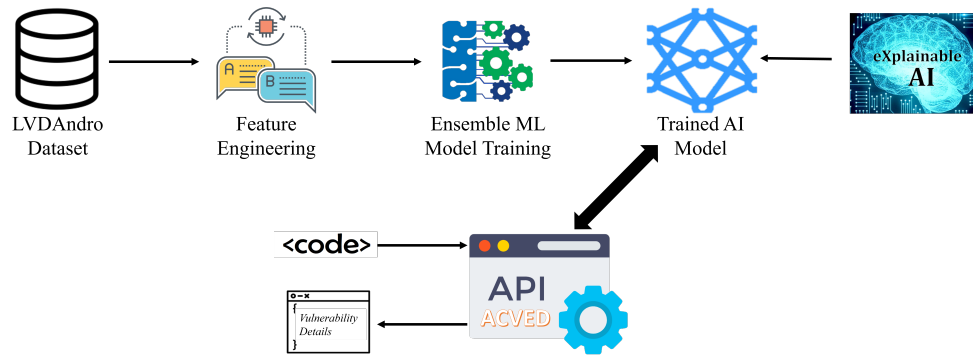 A
B
eXplainable
AI
LVDAndro
Dataset
Feature
Engineering
Ensemble ML
Model Training
Trained AI
Model
<code>
API
ACVED
{
Vulnerability
Details
}